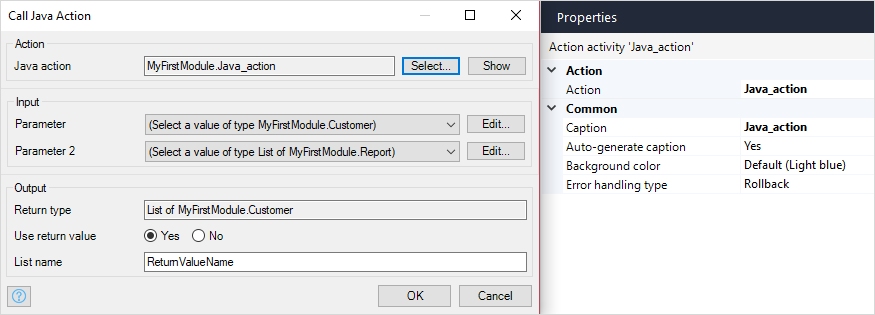 Call Java Action
Action
Java action
MyFirstModule.Java_action
Select...
Show
Input
Parameter
(Select a value of type MyFirstModule.Customer)
Edit...
Parameter 2
(Select a value of type List of MyFirstModule.Report)
Edit...
Output
Return type
List of MyFirstModule.Customer
Use return value
Yes
No
List name
ReturnValueName
?
OK
Cancel
Properties
Action activity 'Java_action'
Action
Action
Java_action
Common
Caption
Java_action
Auto-generate caption
Yes
Background color
Default (Light blue)
Error handling type
Rollback